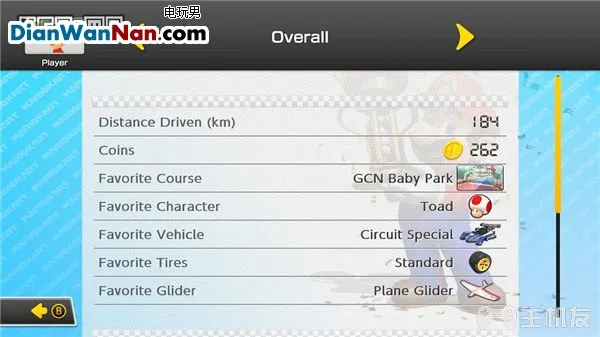 电玩男
DianWanNan.com
Overall
Player
Distance Driven (km) 184
Coins 262
Favorite Course GCN Baby Park
Favorite Character Toad
Favorite Vehicle Circuit Special
Favorite Tires Standard
Favorite Glider Plane Glider
B
主机友